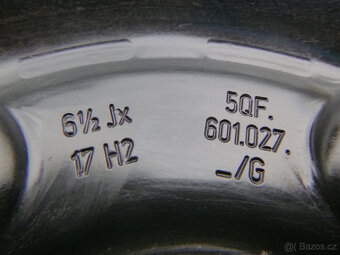 6½ Jx
17 H2
5QF.
601.027.
_/G
© Bazos.cz